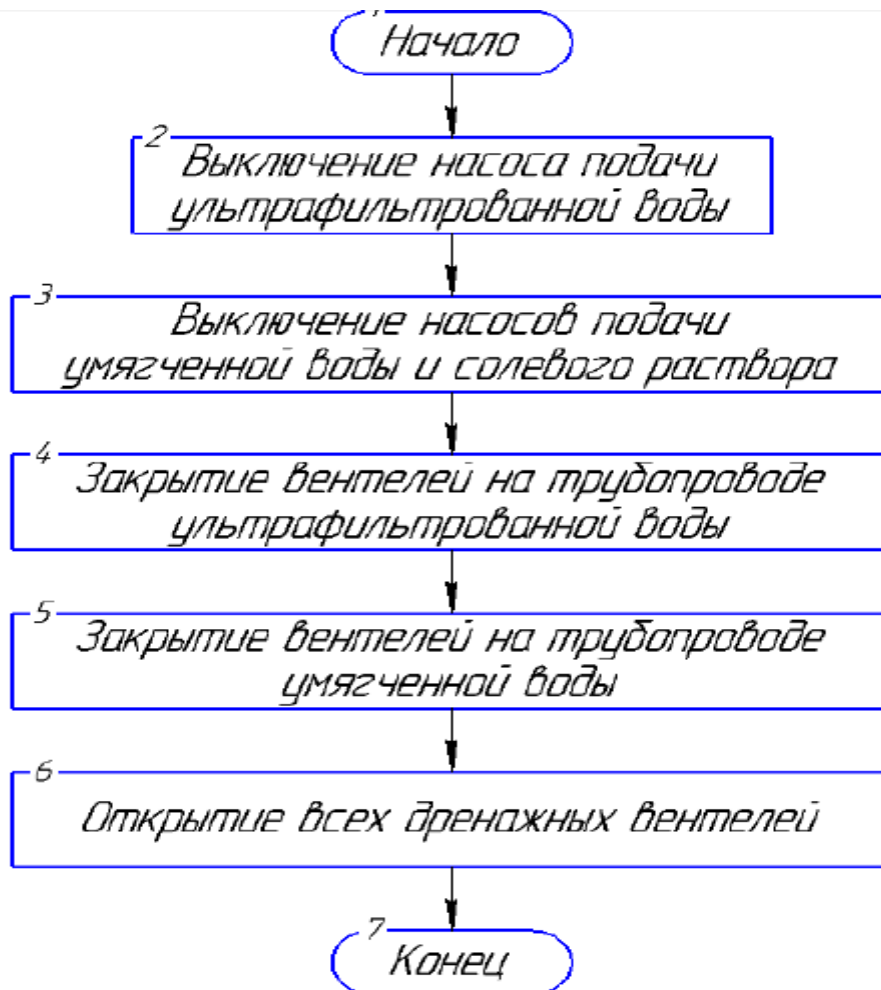 Начало
2
Выключение насоса подачи
ультрафильтрованной воды
3
Выключение насосов подачи
умягченной воды и солевого раствора
4
Закрытие вентелей на трубопроводе
ультрафильтрованной воды
5
Закрытие вентелей на трубопроводе
умягченной воды
6
Открытие всех дренажных вентелей
7
Конец